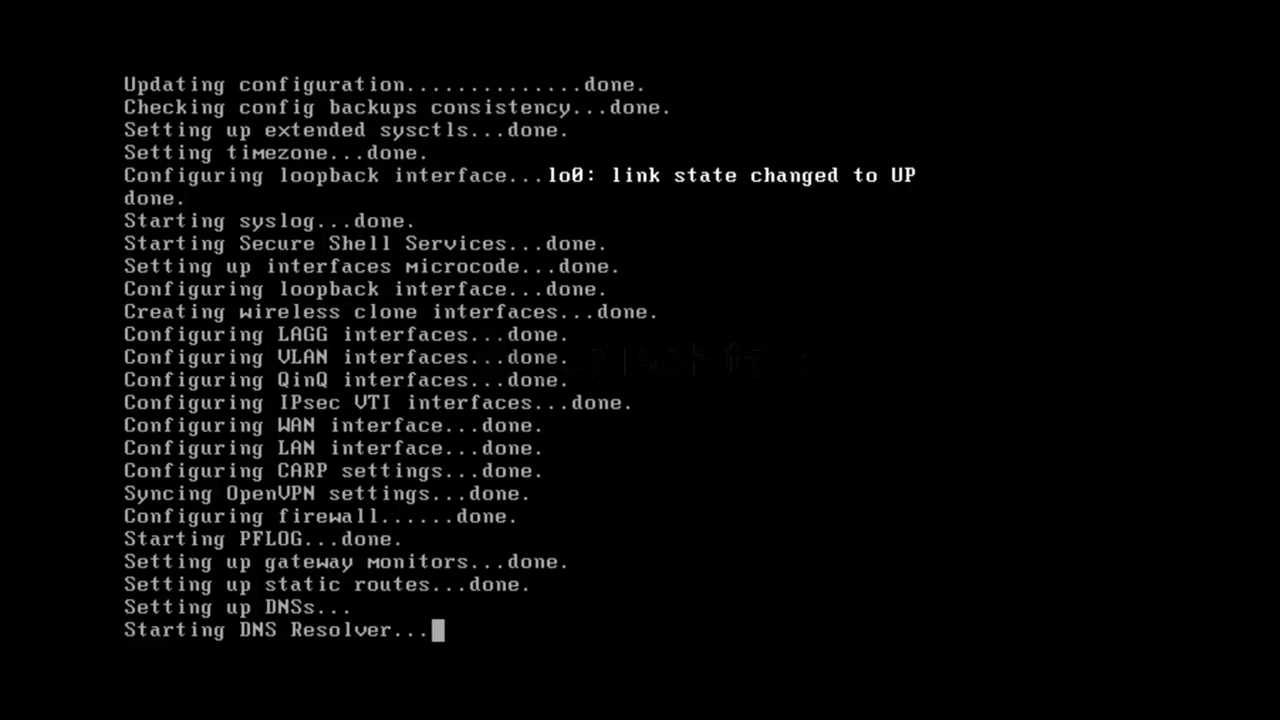 Updating configuration..............done.
Checking config backups consistency...done.
Setting up extended sysctls...done.
Setting timezone...done.
Configuring loopback interface...lo0: link state changed to UP
done.
Starting syslog...done.
Starting Secure Shell Services...done.
Setting up interfaces microcode...done.
Configuring loopback interface...done.
Creating wireless clone interfaces...done.
Configuring LAGG interfaces...done.
Configuring VLAN interfaces...done.
Configuring QinQ interfaces...done.
Configuring IPsec VTI interfaces...done.
Configuring WAN interface...done.
Configuring LAN interface...done.
Configuring CARP settings...done.
Syncing OpenVPN settings...done.
Configuring firewall......done.
Starting PFLOG...done.
Setting up gateway monitors...done.
Setting up static routes...done.
Setting up DNSs...
Starting DNS Resolver...